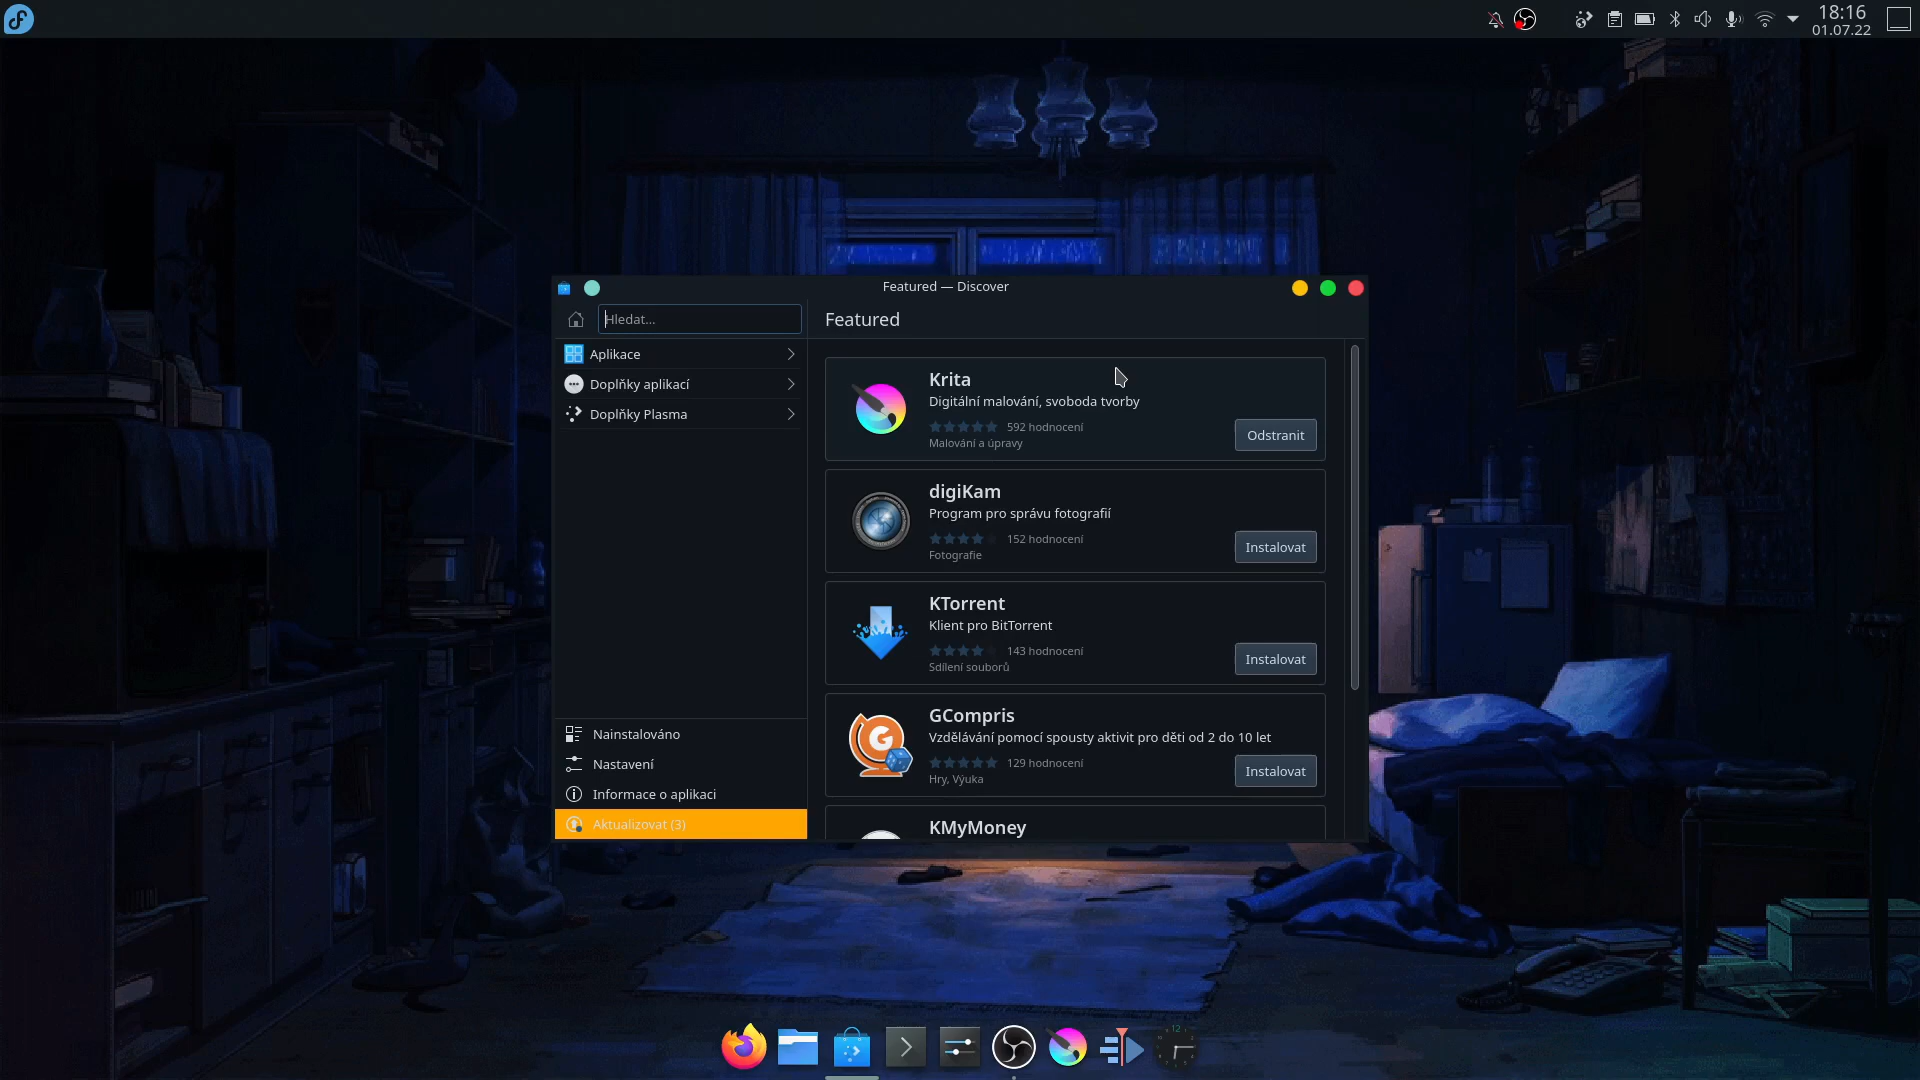 18:16
01.07.22
Featured — Discover
Hledat...
Featured
Aplikace
Doplňky aplikací
Doplňky Plasma
Krita
Digitální malování, svoboda tvorby
592 hodnocení
Malování a úpravy
Odstranit
digiKam
Program pro správu fotografií
152 hodnocení
Fotografie
Instalovat
KTorrent
Klient pro BitTorrent
143 hodnocení
Sdílení souborů
Instalovat
GCompris
Vzdělávání pomocí spousty aktivit pro děti od 2 do 10 let
129 hodnocení
Hry, Výuka
Instalovat
KMyMoney
Nainstalováno
Nastavení
Informace o aplikaci
Aktualizovat (3)
12